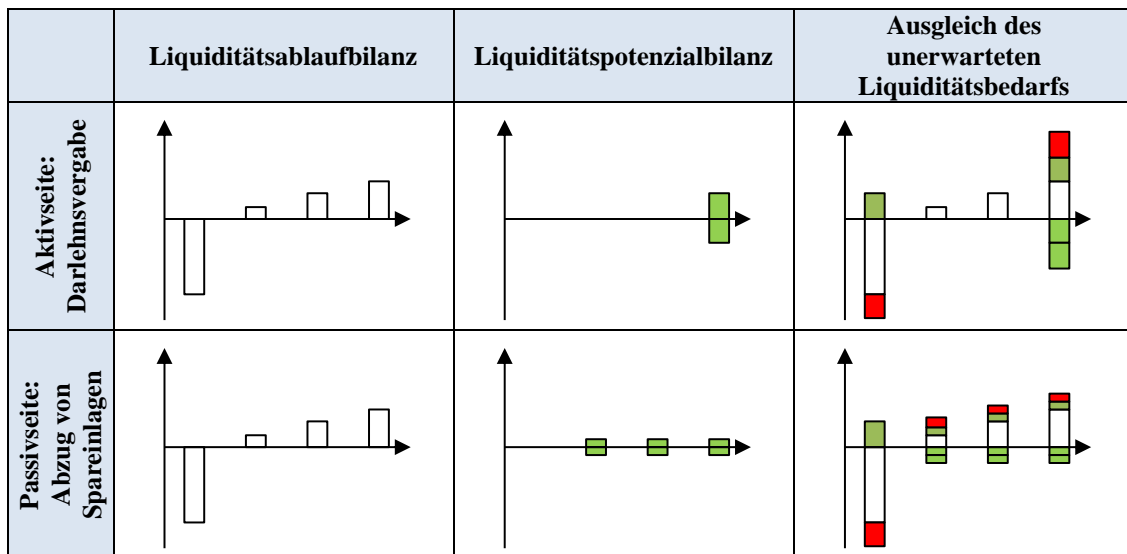 Liquiditätsablaufbilanz
Liquiditätspotenzialbilanz
Ausgleich des
unerwarteten
Liquiditätsbedarfs
Aktivseite:
Darlehnsvergabe
Passivseite:
Abzug von
Spareinlagen